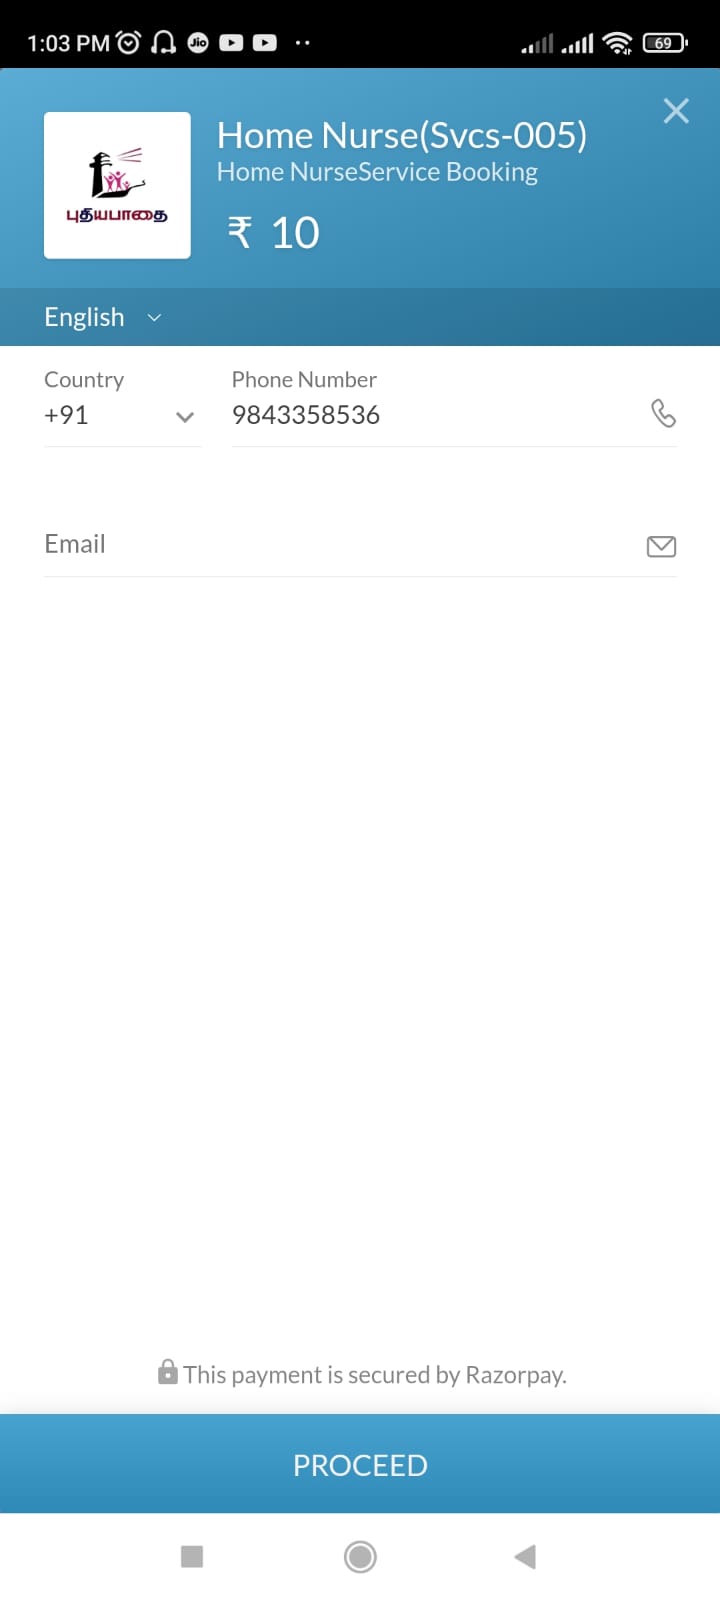 1:03 PM
Jio
69
Home Nurse(Svcs-005)
Home NurseService Booking
₹ 10
புதியபாதை
English
Country
Phone Number
+91
9843358536
Email
This payment is secured by Razorpay.
PROCEED